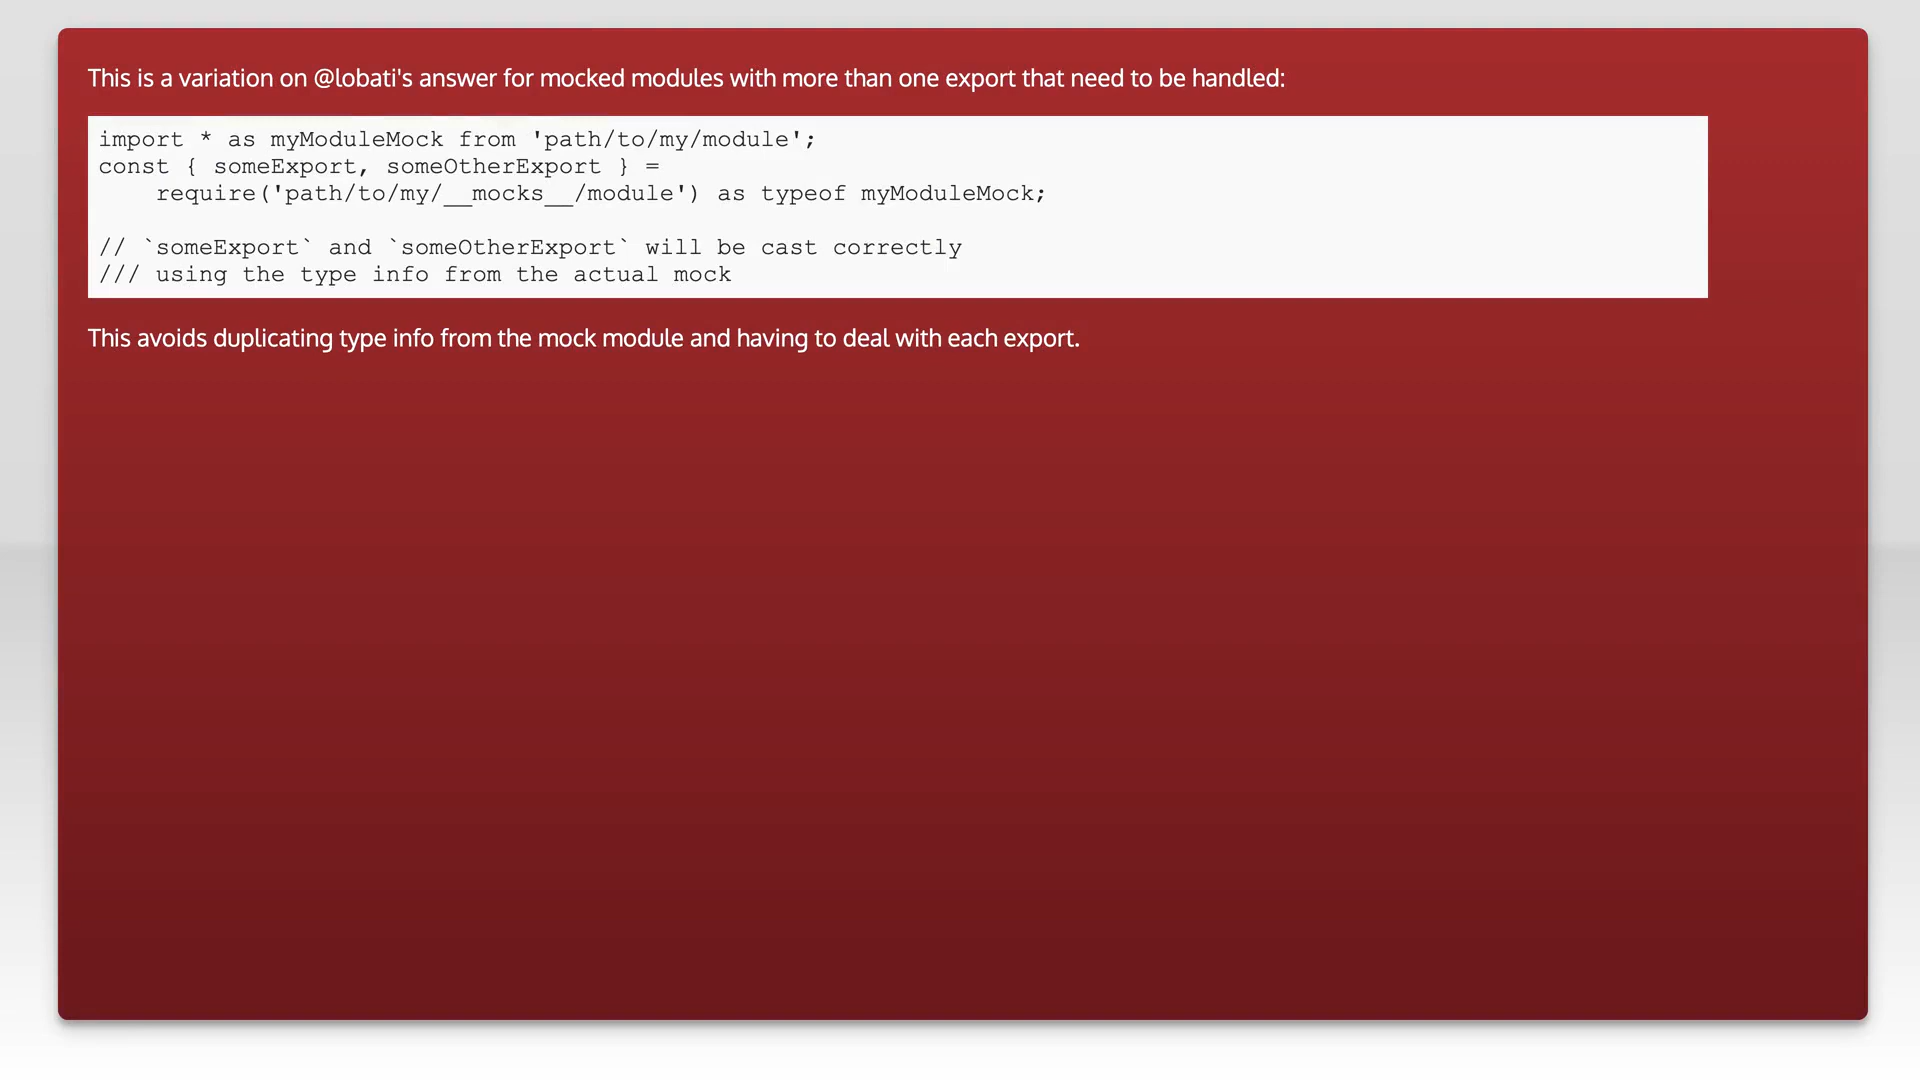 This is a variation on @lobati's answer for mocked modules with more than one export that need to be handled:
import * as myModuleMock from 'path/to/my/module';
const { someExport, someOtherExport } =
    require('path/to/my/__mocks__/module') as typeof myModuleMock;
// `someExport` and `someOtherExport` will be cast correctly
/// using the type info from the actual mock
This avoids duplicating type info from the mock module and having to deal with each export.